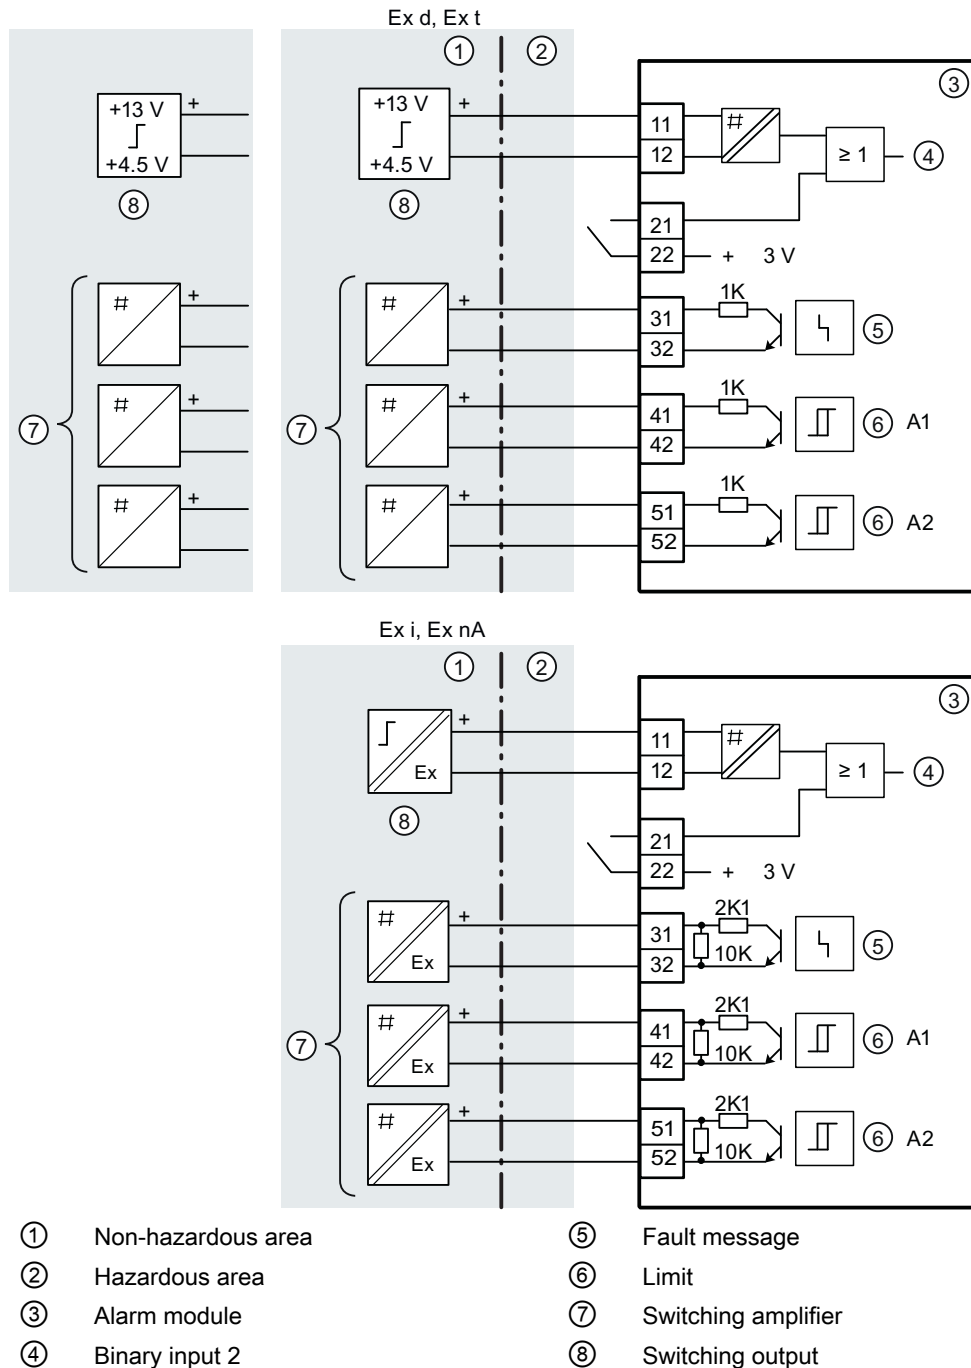 Ex d, Ex t
① ② ③
+13 V +
+4.5 V
⑧
+13 V +
+4.5 V
⑧
11
12
#
≥ 1 ④
21
22 + 3 V
# + # + 31 1K ⑤
32
⑦ # + ⑦ # + 41 1K ⑥ A1
42
# + # + 51 1K ⑥ A2
52
Ex i, Ex nA
① ② ③
+
Ex
⑧
11
12
#
≥ 1 ④
21
22 + 3 V
# + 31 2K1 ⑤
Ex 32 10K
⑦ # + 41 2K1 ⑥ A1
Ex 42 10K
# + 51 2K1 ⑥ A2
Ex 52 10K
① Non-hazardous area
② Hazardous area
③ Alarm module
④ Binary input 2
⑤ Fault message
⑥ Limit
⑦ Switching amplifier
⑧ Switching output